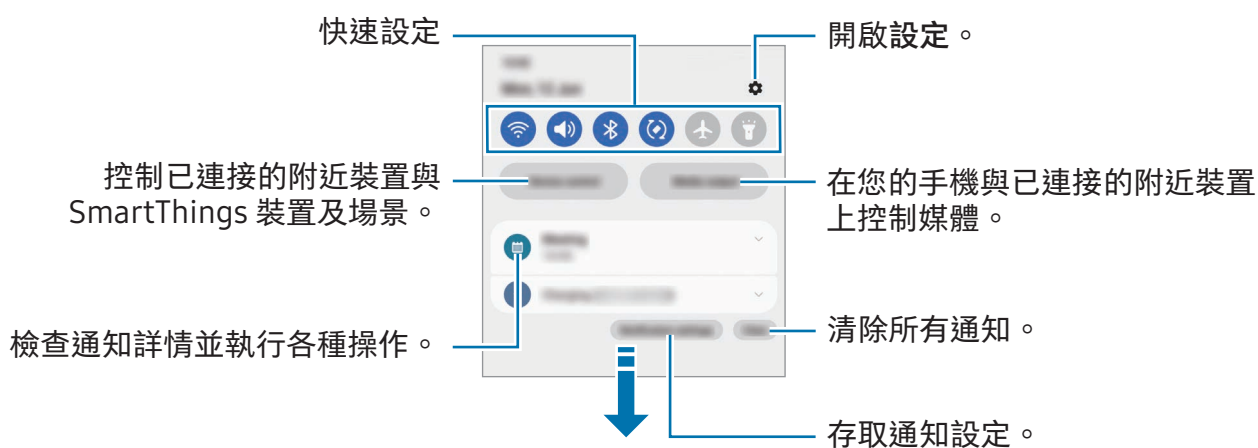 快速設定
開啟設定。
控制已連接的附近裝置與
SmartThings 裝置及場景。
在您的手機與已連接的附近裝置
上控制媒體。
檢查通知詳情並執行各種操作。
清除所有通知。
存取通知設定。